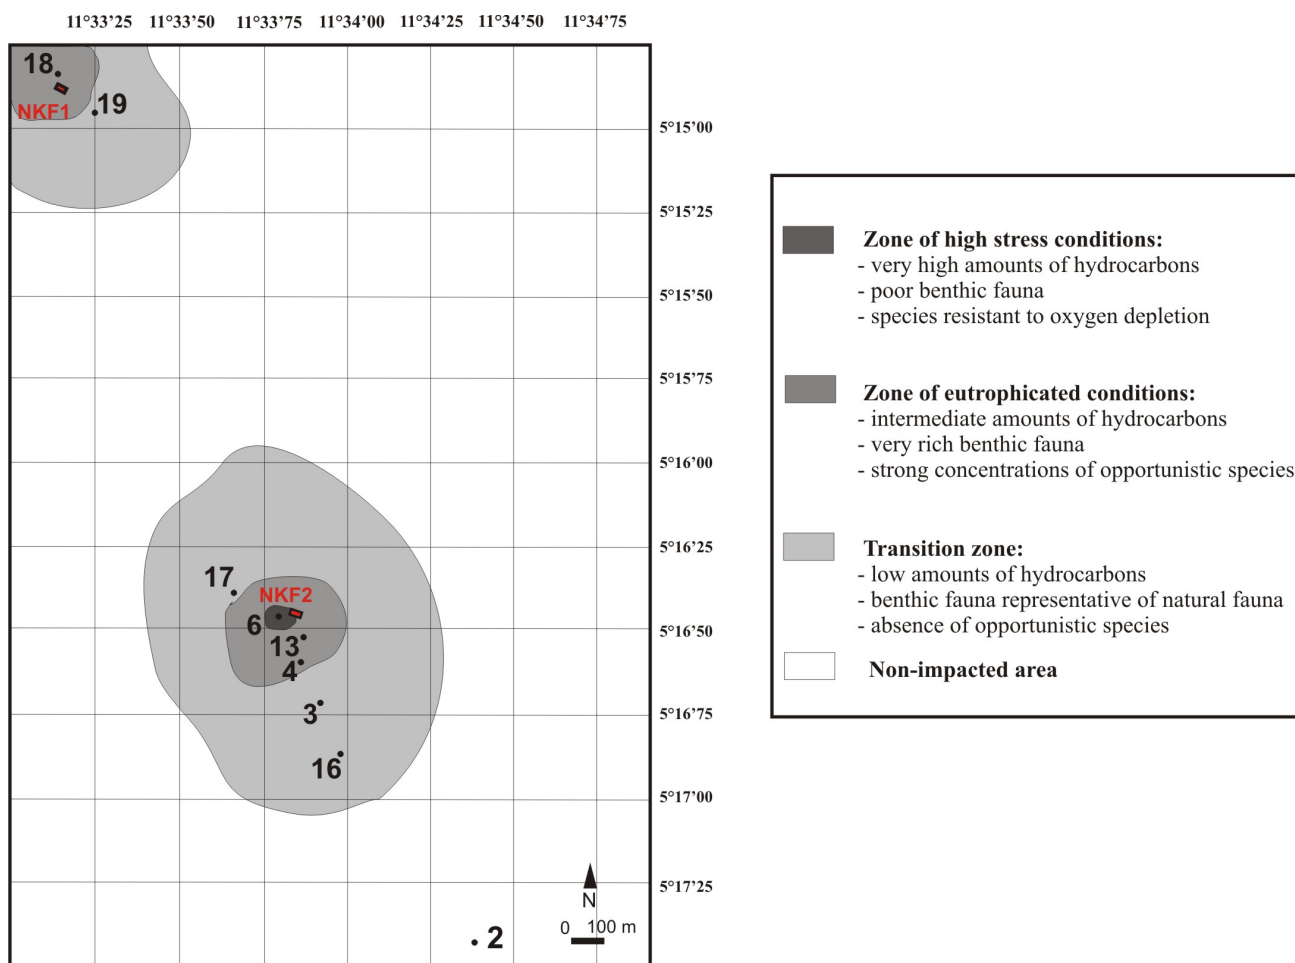 11°33’25 11°33’50 11°33’75 11°34’00 11°34’25 11°34’50 11°34’75
18
NKF1
19
5°15’00
5°15’25
5°15’50
5°15’75
5°16’00
5°16’25
17
NKF2
6
5°16’50
13
4
3
5°16’75
16
5°17’00
5°17’25
N
0 100 m
2
Zone of high stress conditions:
- very high amounts of hydrocarbons
- poor benthic fauna
- species resistant to oxygen depletion
Zone of eutrophicated conditions:
- intermediate amounts of hydrocarbons
- very rich benthic fauna
- strong concentrations of opportunistic species
Transition zone:
- low amounts of hydrocarbons
- benthic fauna representative of natural fauna
- absence of opportunistic species
Non-impacted area